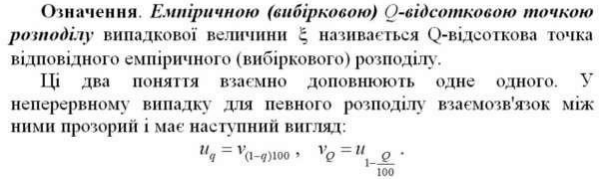 Означення. Емпіричною (вибірковою) Q-відсотковою точкою
розподілу випадкової величини ξ називається Q-відсоткова точка
відповідного емпіричного (вибіркового) розподілу.
Ці два поняття взаємно доповнюють одне одного. У
неперервному випадку для певного розподілу взаємозв'язок між
ними прозорий і має наступний вигляд:
u_q = v_{(1-q)100} , v_Q = u_{1-\frac{Q}{100}} .